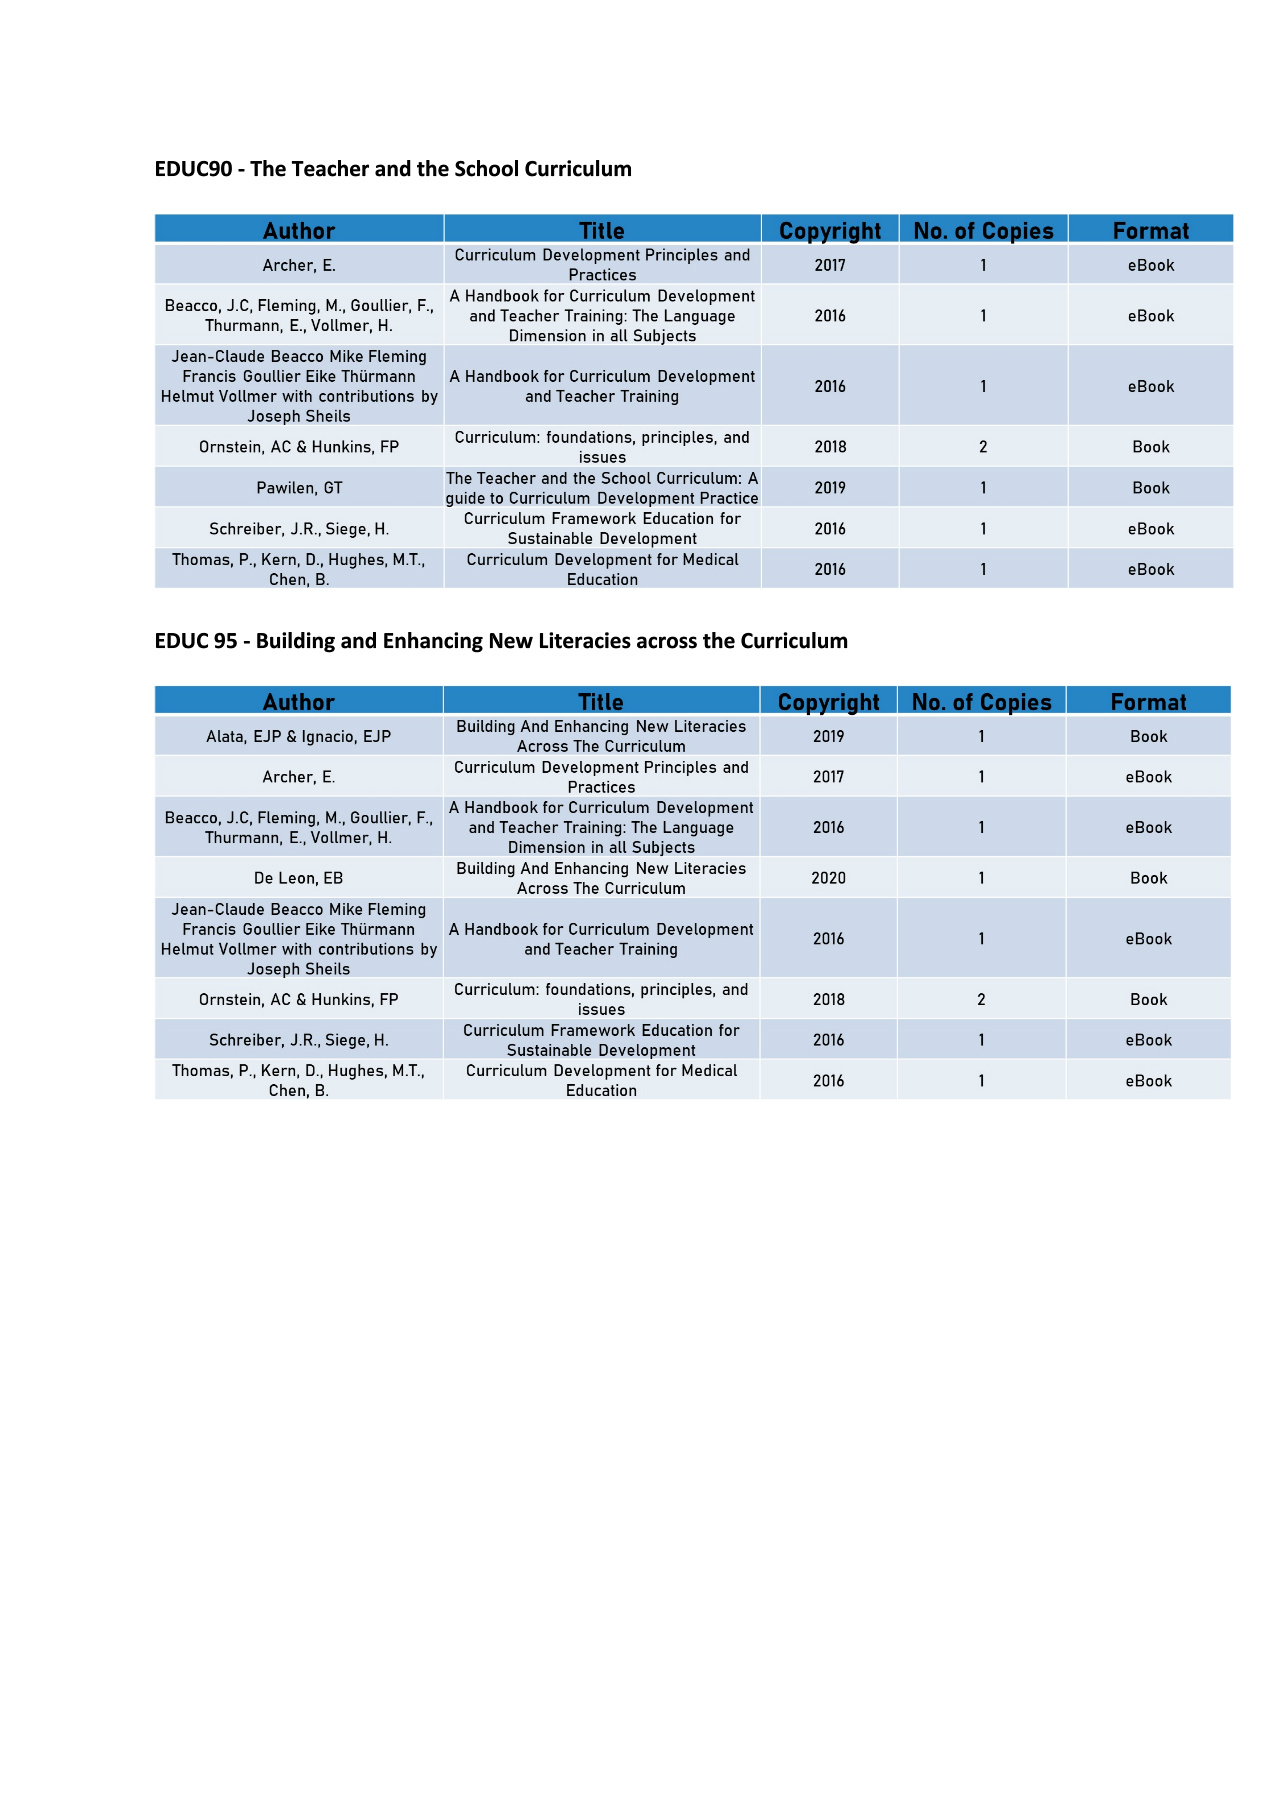 EDUC90 - The Teacher and the School Curriculum
Author Title Copyright No. of Copies Format
Archer, E. Curriculum Development Principles and Practices 2017 1 eBook
Beacco, J.C, Fleming, M., Goullier, F., Thurmann, E., Vollmer, H. A Handbook for Curriculum Development and Teacher Training: The Language Dimension in all Subjects 2016 1 eBook
Jean-Claude Beacco Mike Fleming Francis Goullier Eike Thürmann Helmut Vollmer with contributions by Joseph Sheils A Handbook for Curriculum Development and Teacher Training 2016 1 eBook
Ornstein, AC & Hunkins, FP Curriculum: foundations, principles, and issues 2018 2 Book
Pawilen, GT The Teacher and the School Curriculum: A guide to Curriculum Development Practice 2019 1 Book
Schreiber, J.R., Siege, H. Curriculum Framework Education for Sustainable Development 2016 1 eBook
Thomas, P., Kern, D., Hughes, M.T., Chen, B. Curriculum Development for Medical Education 2016 1 eBook
EDUC 95 - Building and Enhancing New Literacies across the Curriculum
Author Title Copyright No. of Copies Format
Alata, EJP & Ignacio, EJP Building And Enhancing New Literacies Across The Curriculum 2019 1 Book
Archer, E. Curriculum Development Principles and Practices 2017 1 eBook
Beacco, J.C, Fleming, M., Goullier, F., Thurmann, E., Vollmer, H. A Handbook for Curriculum Development and Teacher Training: The Language Dimension in all Subjects 2016 1 eBook
De Leon, EB Building And Enhancing New Literacies Across The Curriculum 2020 1 Book
Jean-Claude Beacco Mike Fleming Francis Goullier Eike Thürmann Helmut Vollmer with contributions by Joseph Sheils A Handbook for Curriculum Development and Teacher Training 2016 1 eBook
Ornstein, AC & Hunkins, FP Curriculum: foundations, principles, and issues 2018 2 Book
Schreiber, J.R., Siege, H. Curriculum Framework Education for Sustainable Development 2016 1 eBook
Thomas, P., Kern, D., Hughes, M.T., Chen, B. Curriculum Development for Medical Education 2016 1 eBook